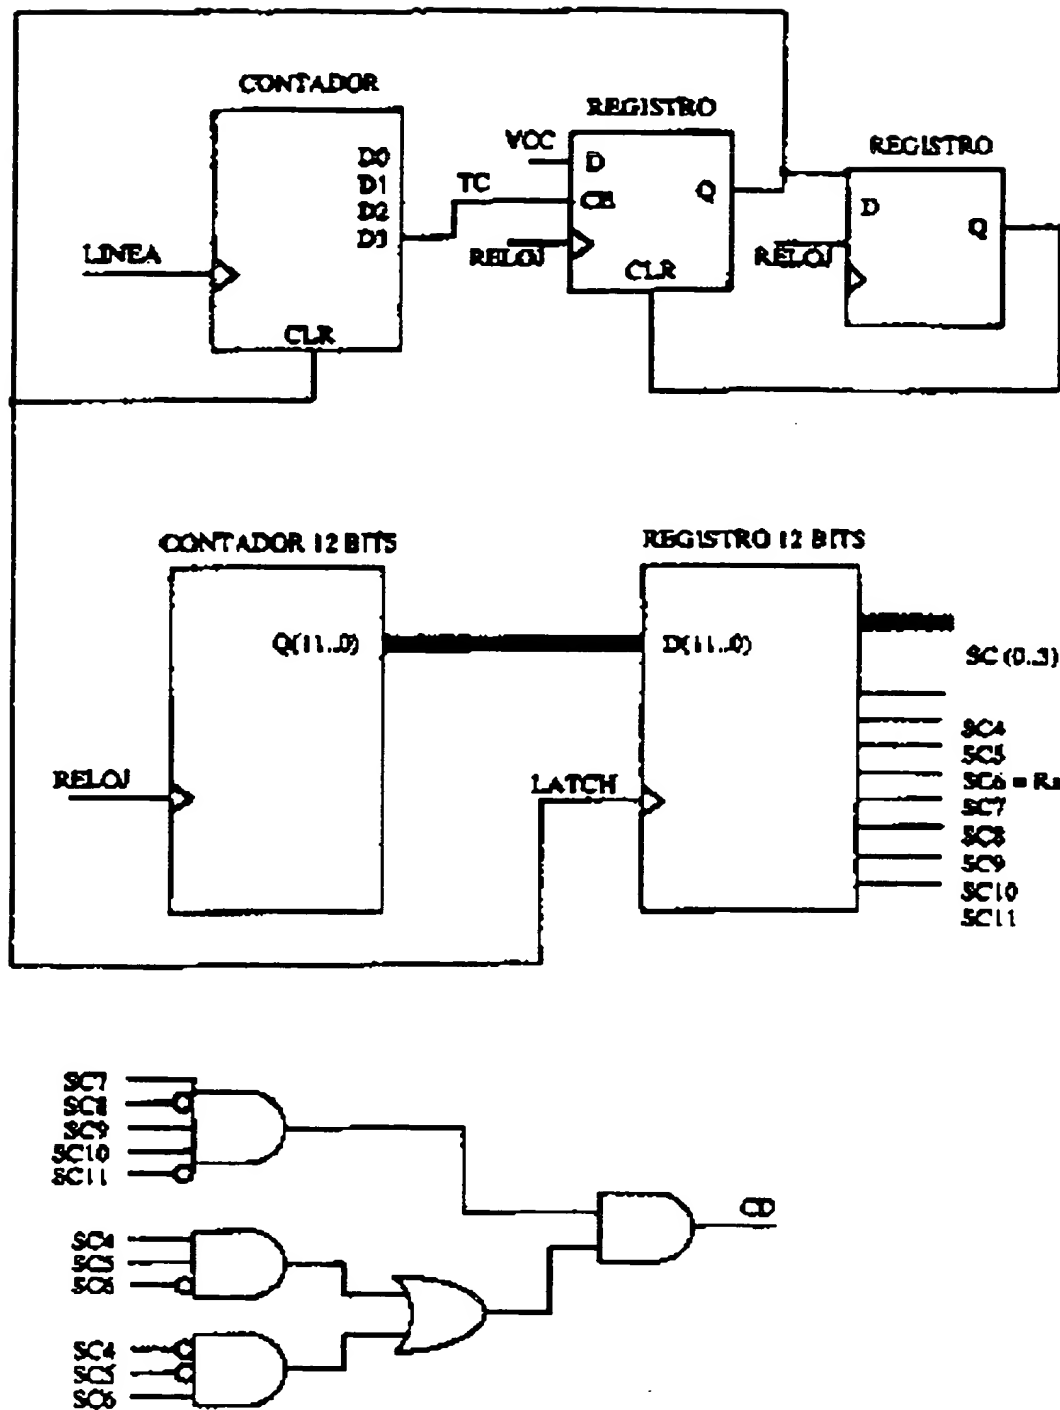 CONTADOR
REGISTRO
REGISTRO
D0
D1
D2
D3
VCC
D
TC
CE
Q
D
Q
LINEA
RELOJ
RELOJ
CLR
CLR
CONTADOR 12 BITS
REGISTRO 12 BITS
Q(11..0)
D(11..0)
SC (0..3)
SC4
SC5
SC6 = Rx
SC7
SC8
SC9
SC10
SC11
RELOJ
LATCH
SC7
SC8
SC9
SC10
SC11
CD
SC4
SC5
SC6
SC4
SC5
SC6